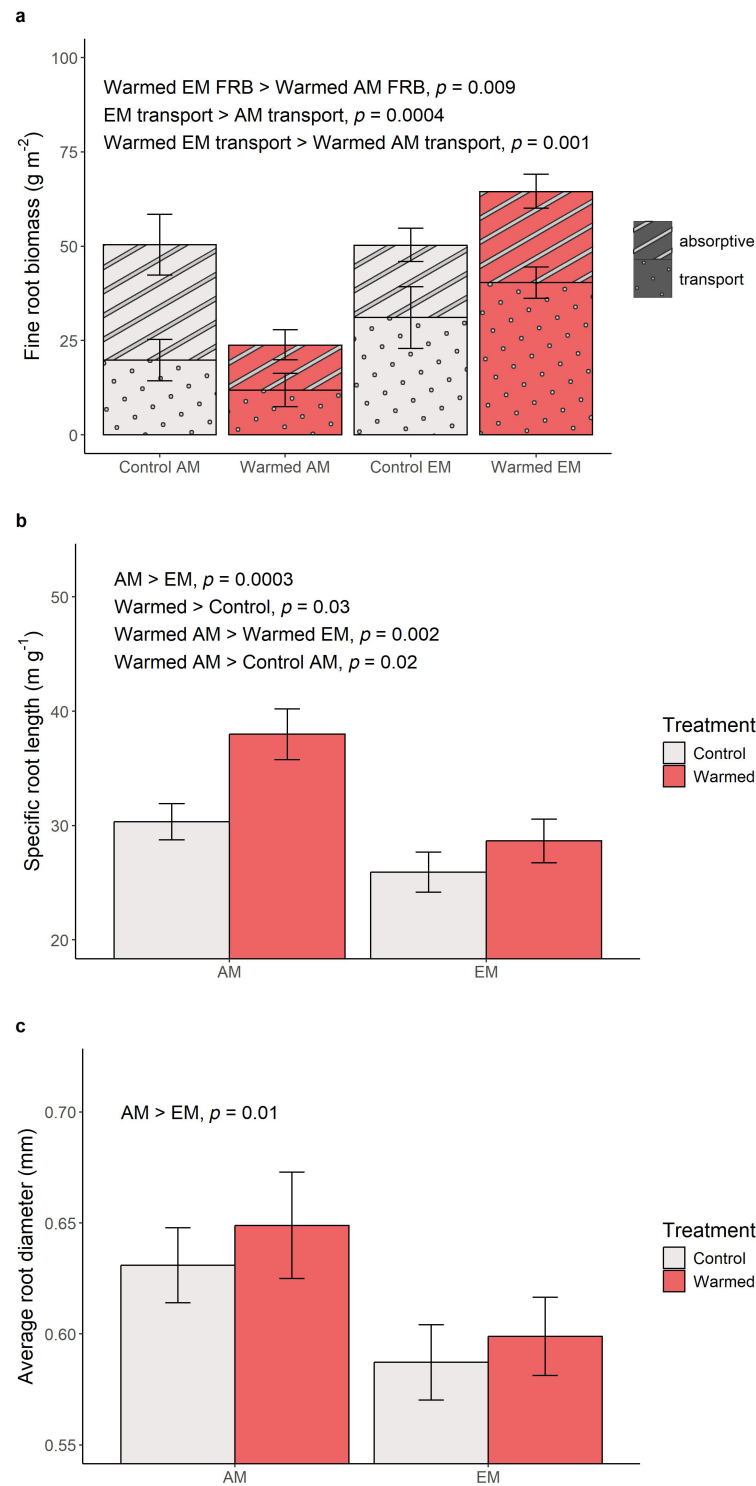 a
100
75
50
25
0
Fine root biomass (g m⁻²)
Warmed EM FRB > Warmed AM FRB, p = 0.009
EM transport > AM transport, p = 0.0004
Warmed EM transport > Warmed AM transport, p = 0.001
absorptive
transport
Control AM Warmed AM Control EM Warmed EM
b
50
40
30
20
Specific root length (m g⁻¹)
AM > EM, p = 0.0003
Warmed > Control, p = 0.03
Warmed AM > Warmed EM, p = 0.002
Warmed AM > Control AM, p = 0.02
Treatment
Control
Warmed
AM EM
c
0.70
0.65
0.60
0.55
Average root diameter (mm)
AM > EM, p = 0.01
Treatment
Control
Warmed
AM EM